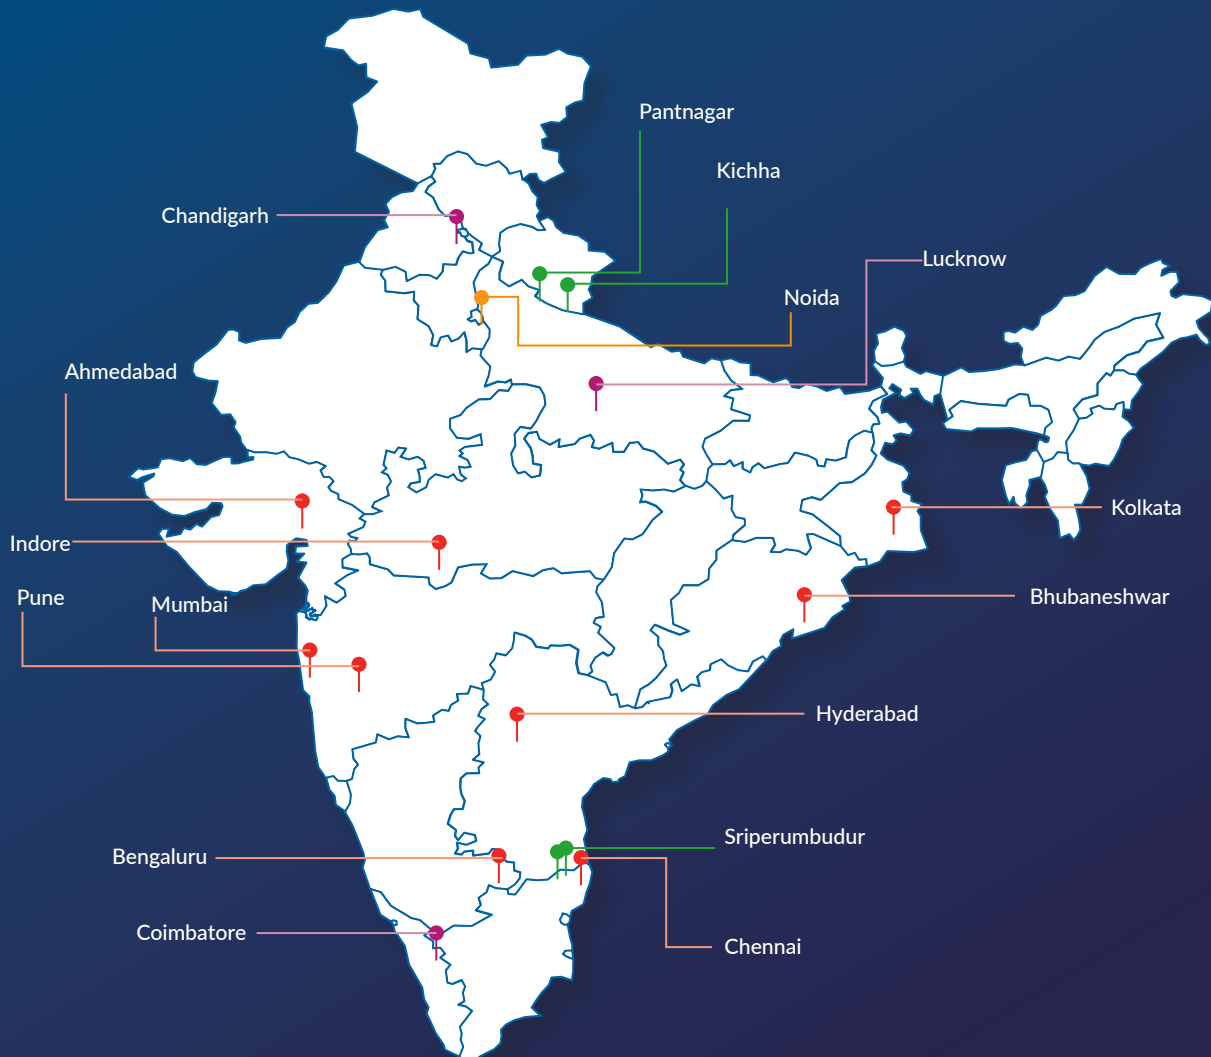 Pantnagar
Kichha
Chandigarh
Lucknow
Noida
Ahmedabad
Kolkata
Indore
Pune
Mumbai
Bhubaneshwar
Hyderabad
Sriperumbudur
Bengaluru
Coimbatore
Chennai